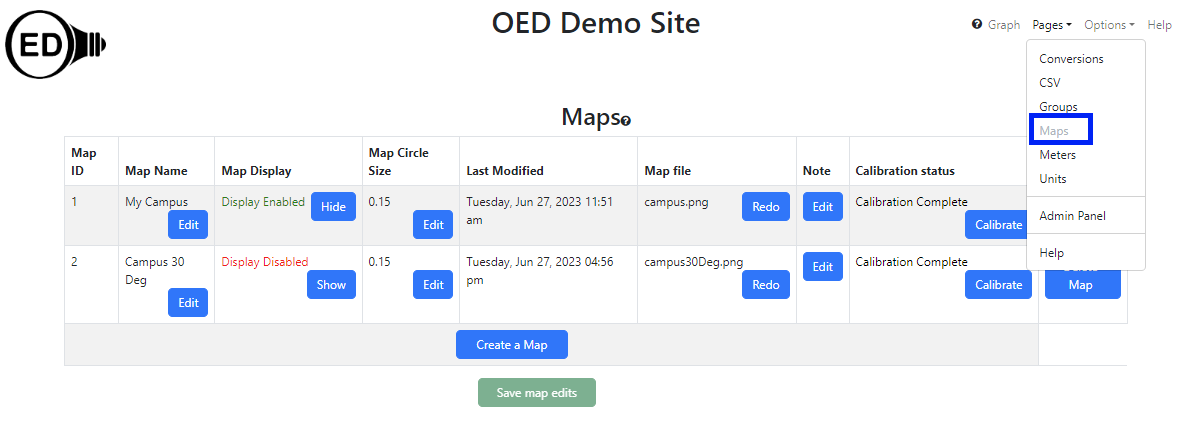 ED
OED Demo Site
Graph Pages Options Help
Conversions
CSV
Groups
Maps
Meters
Units
Admin Panel
Help
Maps
Map ID Map Name Map Display Map Circle Size Last Modified Map file Note Calibration status
1 My Campus Edit Display Enabled Hide 0.15 Edit Tuesday, Jun 27, 2023 11:51 am campus.png Redo Edit Calibration Complete Calibrate
2 Campus 30 Deg Edit Display Disabled Show 0.15 Edit Tuesday, Jun 27, 2023 04:56 pm campus30Deg.png Redo Edit Calibration Complete Calibrate Map
Create a Map
Save map edits